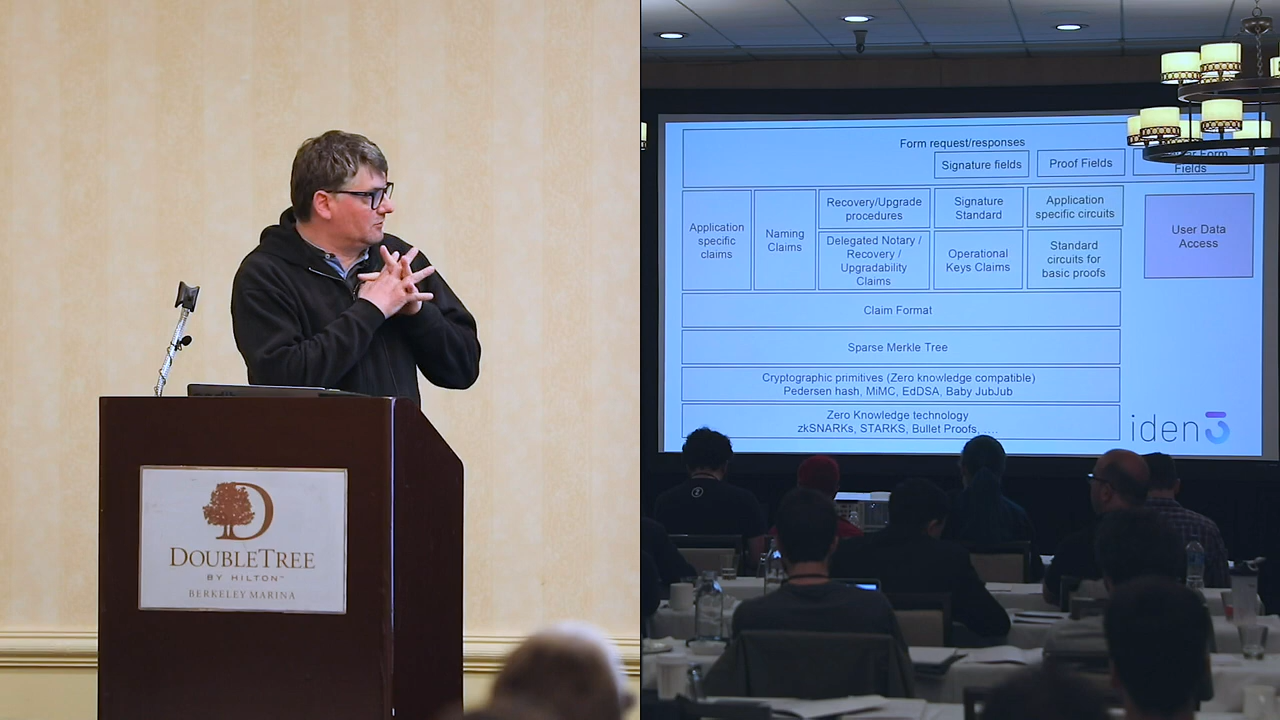 DOUBLETREE
BY HILTON™
BERKELEY MARINA
Form request/responses
Signature fields
Proof Fields
Form
Fields
Application
specific
claims
Naming
Claims
Recovery/Upgrade
procedures
Signature
Standard
Application
specific circuits
Delegated Notary /
Recovery /
Upgradability
Claims
Operational
Keys Claims
Standard
circuits for
basic proofs
User Data
Access
Claim Format
Sparse Merkle Tree
Cryptographic primitives (Zero knowledge compatible)
Pedersen hash, MiMC, EdDSA, Baby JubJub
Zero Knowledge technology
zkSNARKs, STARKS, Bullet Proofs, ....
iden3
2